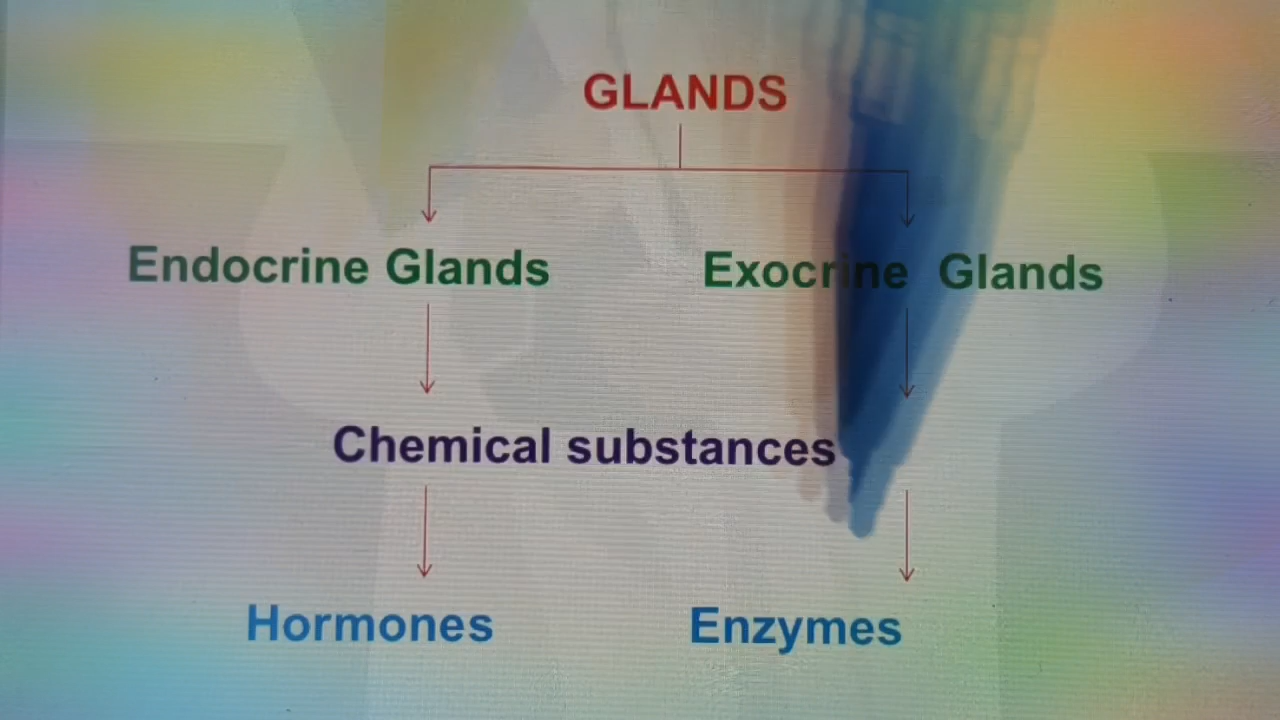 GLANDS
Endocrine Glands Exocrine Glands
Chemical substances
Hormones Enzymes